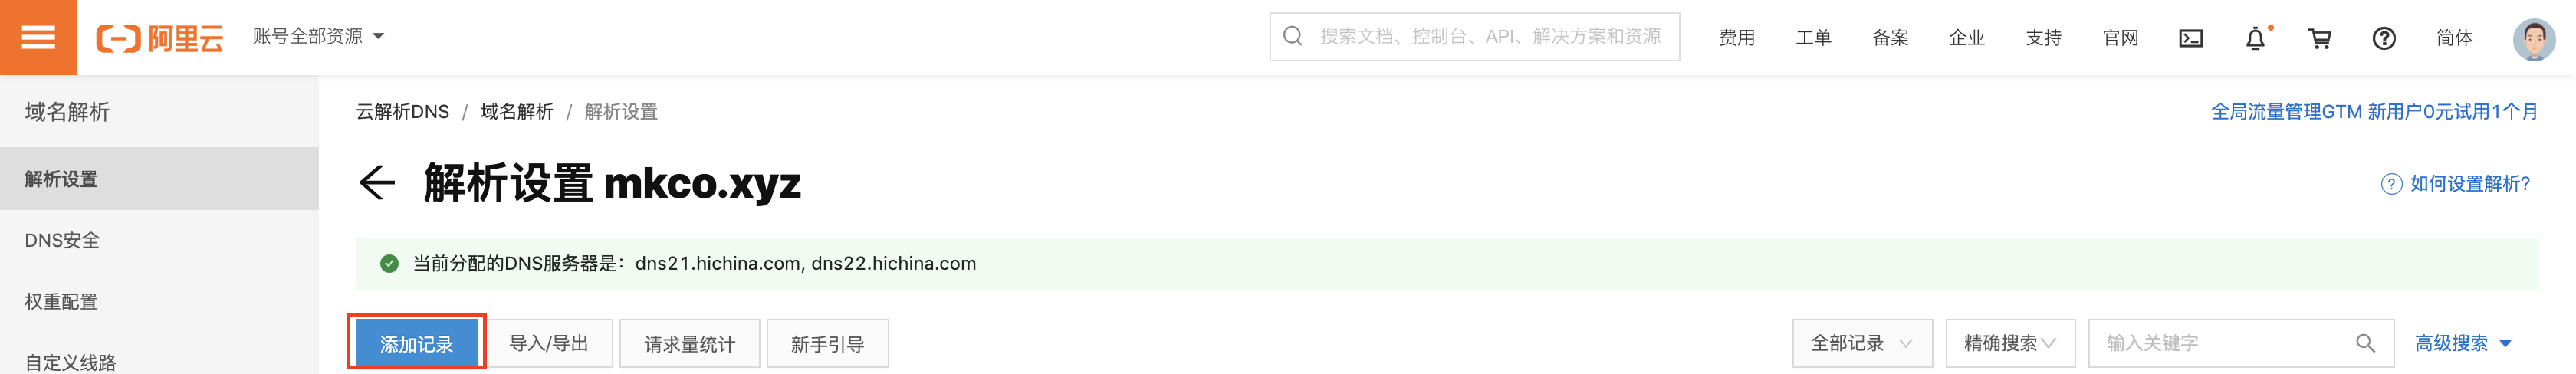 阿里云 账号全部资源 搜索文档、控制台、API、解决方案和资源 费用 工单 备案 企业 支持 官网 简体
域名解析
解析设置
DNS安全
权重配置
自定义线路
云解析DNS / 域名解析 / 解析设置 全局流量管理GTM 新用户0元试用1个月
解析设置 mkco.xyz 如何设置解析?
当前分配的DNS服务器是：dns21.hichina.com, dns22.hichina.com
添加记录 导入/导出 请求量统计 新手引导 全部记录 精确搜索 输入关键字 高级搜索